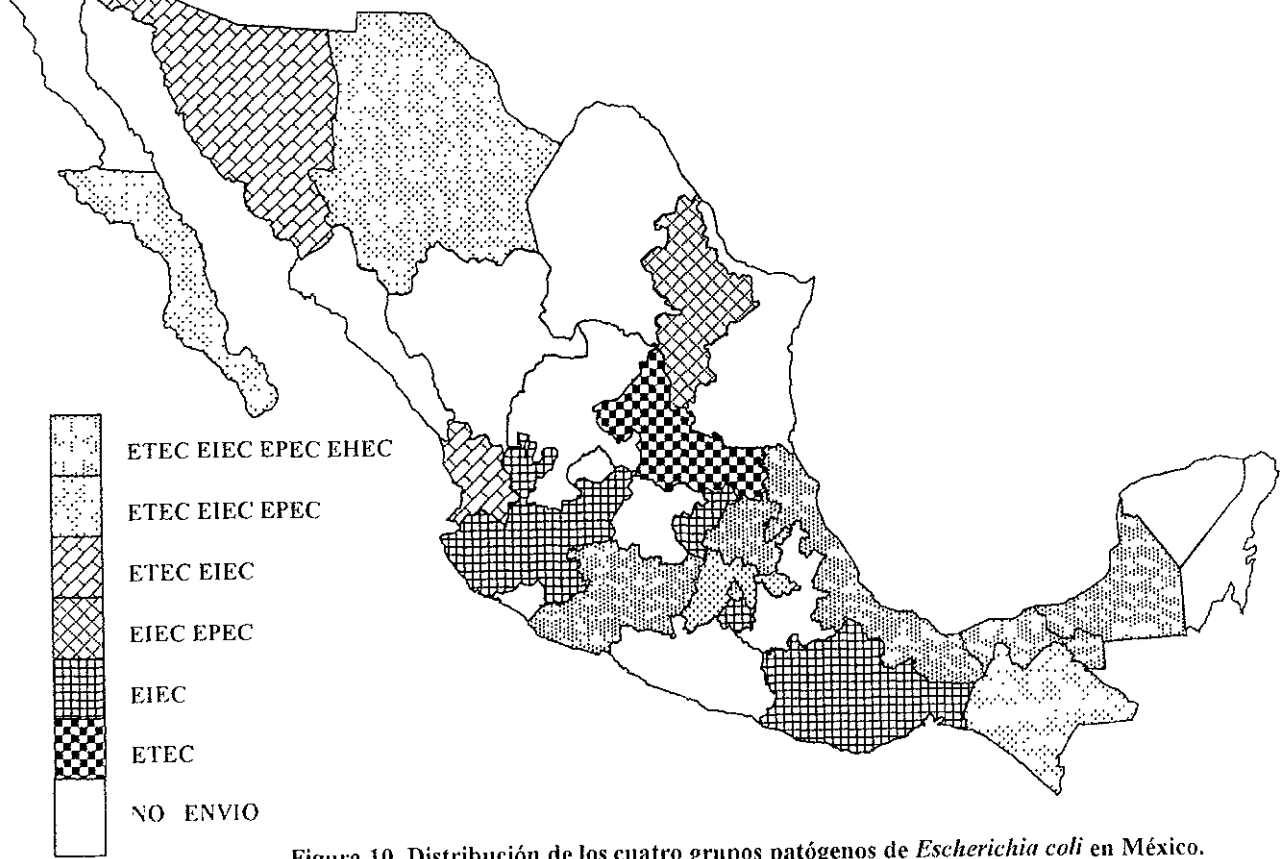 ETEC EIEC EPEC EHEC
ETEC EIEC EPEC
ETEC EIEC
EIEC EPEC
EIEC
ETEC
NO ENVIO
Figura 10. Distribución de los cuatro grupos patógenos de Escherichia coli en México.